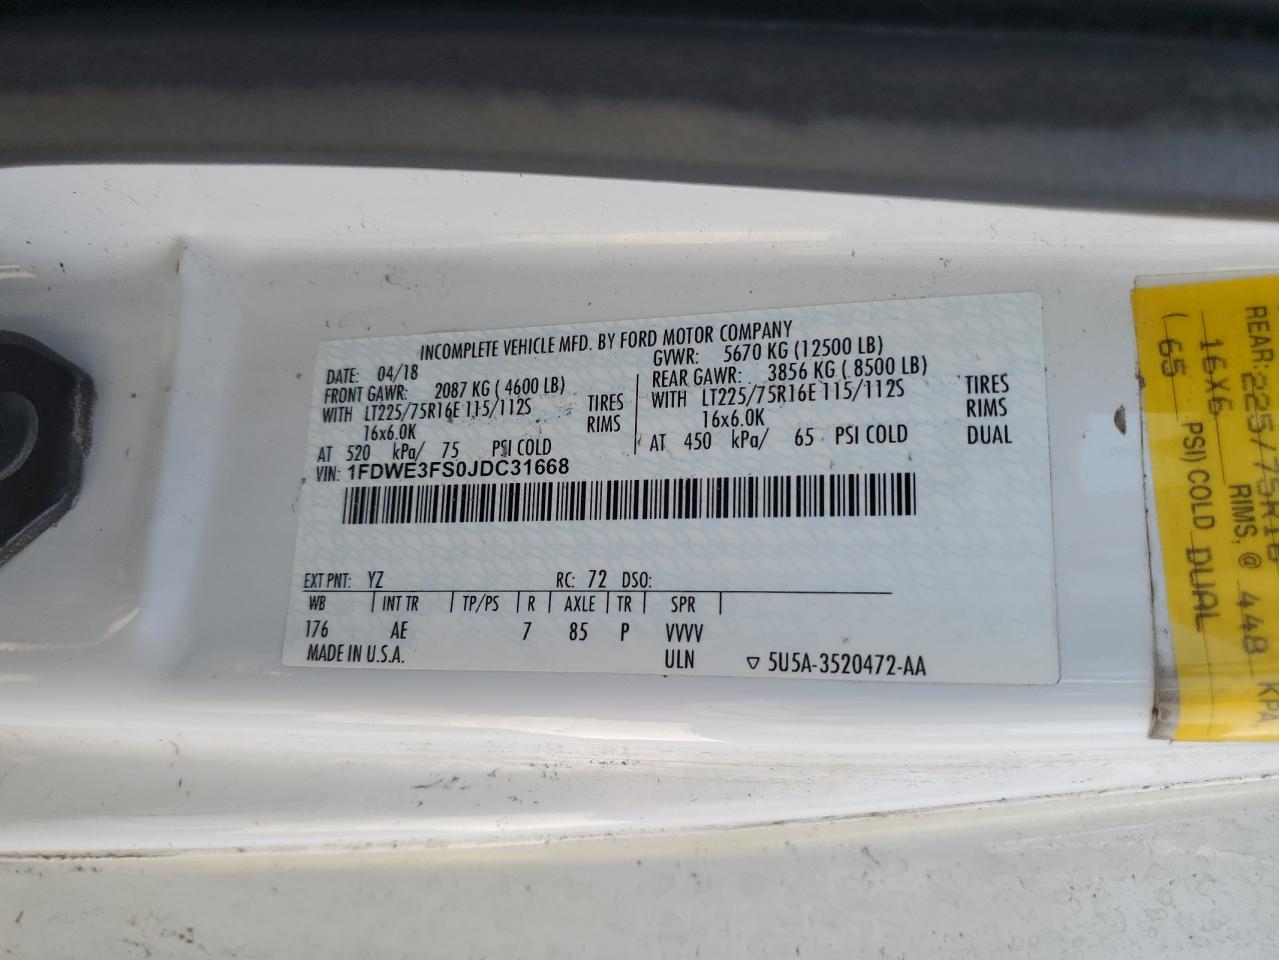 INCOMPLETE VEHICLE MFD. BY FORD MOTOR COMPANY
DATE: 04/18 GVWR: 5670 KG (12500 LB)
FRONT GAWR: 2087 KG ( 4600 LB) REAR GAWR: 3856 KG ( 8500 LB)
WITH LT225/75R16E 115/112S TIRES WITH LT225/75R16E 115/112S TIRES
16x6.0K RIMS 16x6.0K RIMS
AT 520 kPa/ 75 PSI COLD AT 450 kPa/ 65 PSI COLD DUAL
VIN: 1FDWE3FS0JDC31668
EXT PNT: YZ RC: 72 DSO:
WB INT TR TP/PS R AXLE TR SPR
176 AE 7 85 P VVVV
MADE IN U.S.A. ULN ▽ 5U5A-3520472-AA
REAR:225/75R16
16X6 RIMS, @ 448 KPA
( 65 PSI) COLD DUAL